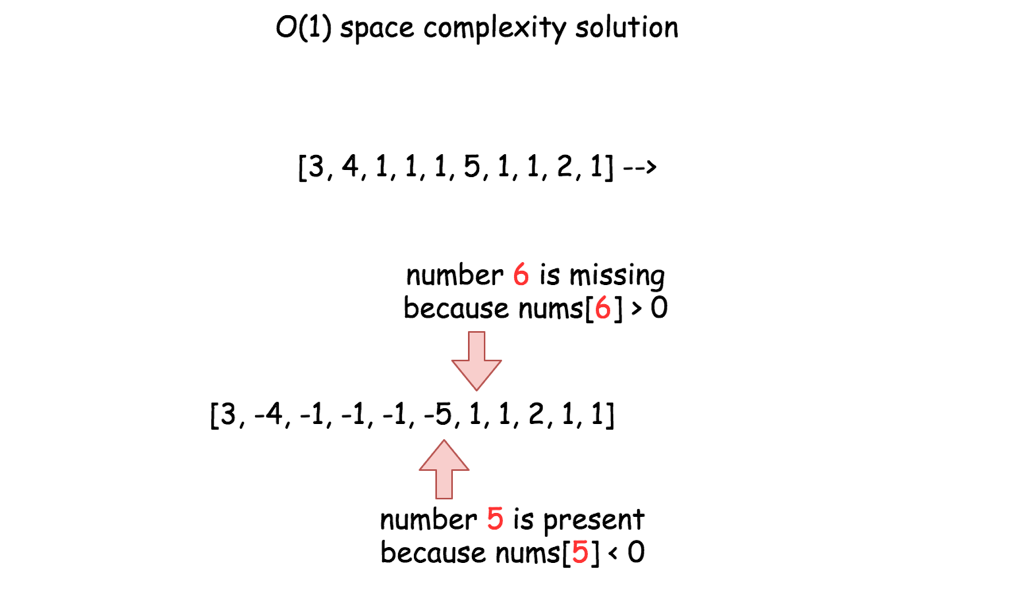 O(1) space complexity solution
[3, 4, 1, 1, 1, 5, 1, 1, 2, 1] -->
number 6 is missing
because nums[6] > 0
[3, -4, -1, -1, -1, -5, 1, 1, 2, 1, 1]
number 5 is present
because nums[5] < 0